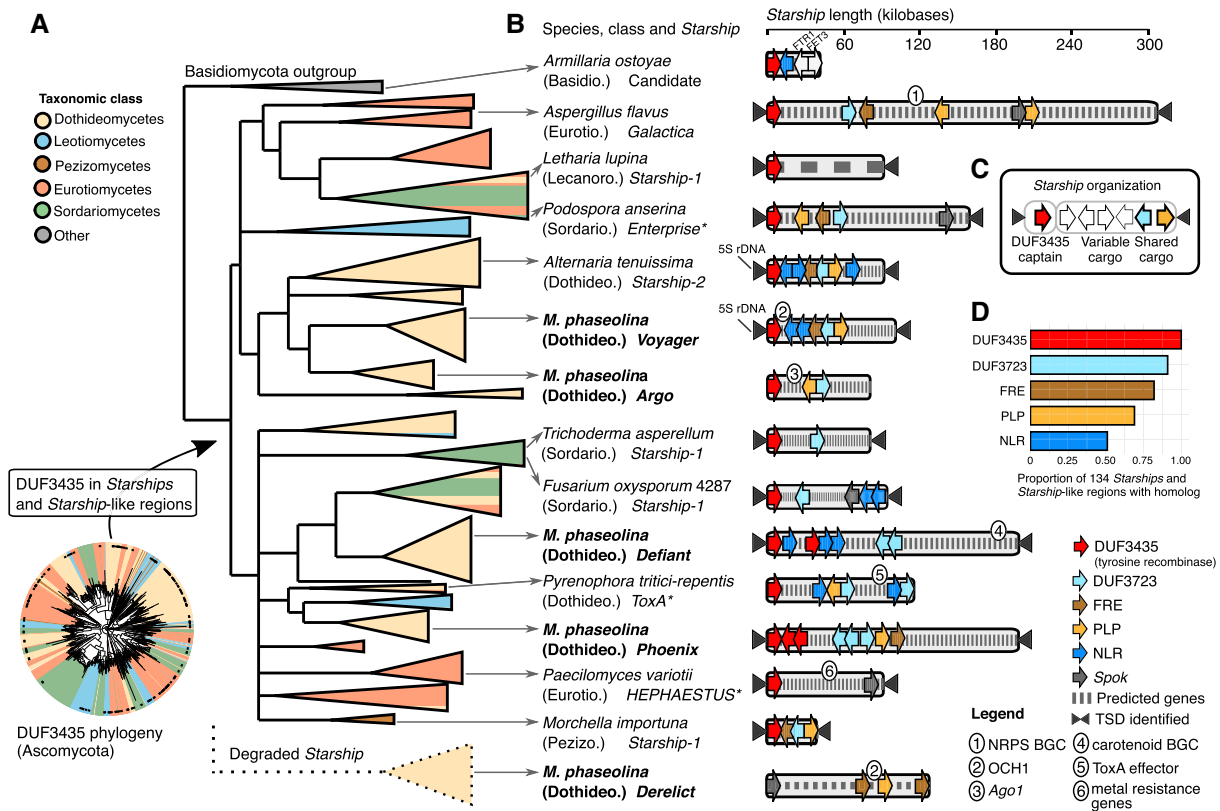 A
Basidiomycota outgroup
Taxonomic class
Dothideomycetes
Leotiomycetes
Pezizomycetes
Eurotiomycetes
Sordariomycetes
Other
DUF3435 in Starships
and Starship-like regions
DUF3435 phylogeny
(Ascomycota)
Degraded Starship
B
Species, class and Starship
Armillaria ostoyae
(Basidio.) Candidate
Aspergillus flavus
(Eurotio.) Galactica
Letharia lupina
(Lecanoro.) Starship-1
Podospora anserina
(Sordario.) Enterprise*
Alternaria tenuissima
(Dothideo.) Starship-2
M. phaseolina
(Dothideo.) Voyager
M. phaseolina
(Dothideo.) Argo
Trichoderma asperellum
(Sordario.) Starship-1
Fusarium oxysporum 4287
(Sordario.) Starship-1
M. phaseolina
(Dothideo.) Defiant
Pyrenophora tritici-repentis
(Dothideo.) ToxA*
M. phaseolina
(Dothideo.) Phoenix
Paecilomyces variotii
(Eurotio.) HEPHAESTUS*
Morchella importuna
(Pezizo.) Starship-1
M. phaseolina
(Dothideo.) Derelict
Starship length (kilobases)
60 120 180 240 300
FTR1
FET3
1
5S rDNA
5S rDNA
2
3
4
5
6
2
C
Starship organization
DUF3435 captain
Variable cargo
Shared cargo
D
DUF3435
DUF3723
FRE
PLP
NLR
0 0.25 0.50 0.75 1.00
Proportion of 134 Starships and
Starship-like regions with homolog
DUF3435
(tyrosine recombinase)
DUF3723
FRE
PLP
NLR
Spok
Predicted genes
TSD identified
Legend
1 NRPS BGC
2 OCH1
3 Ago1
4 carotenoid BGC
5 ToxA effector
6 metal resistance
genes